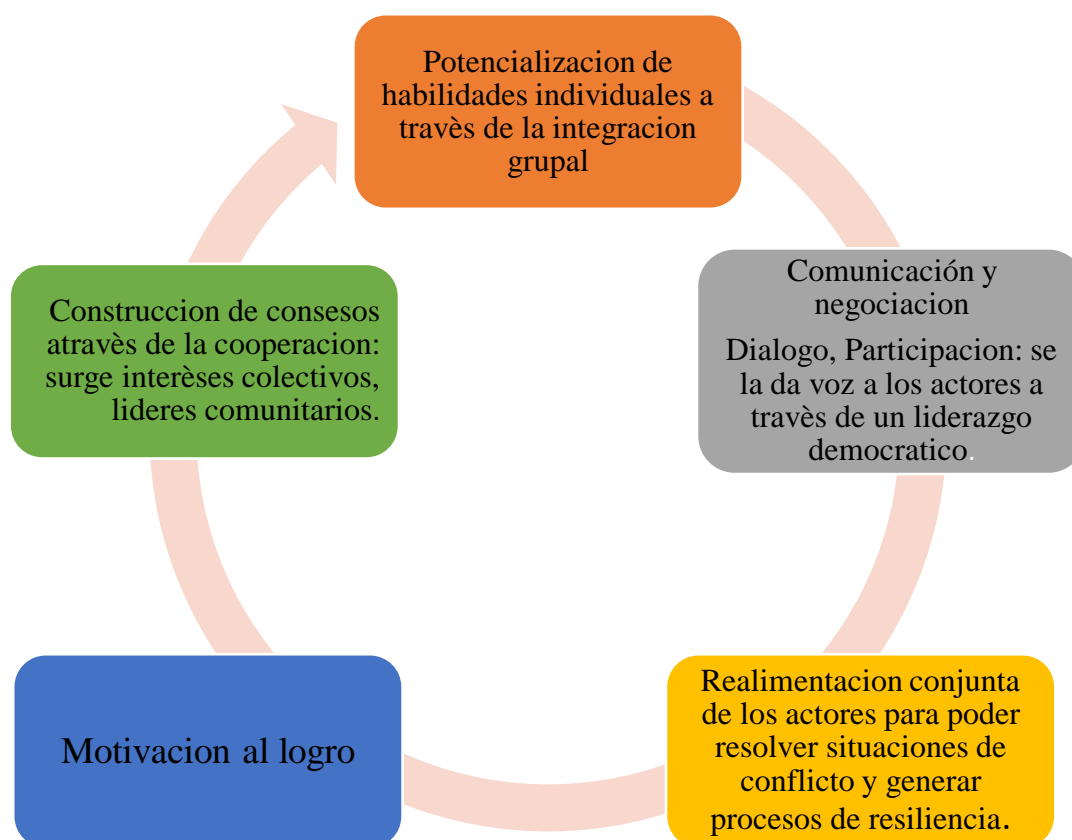 Potencializacion de
habilidades individuales a
travès de la integracion
grupal
Comunicación y
negociacion
Dialogo, Participacion: se
la da voz a los actores a
travès de un liderazgo
democratico.
Realimentacion conjunta
de los actores para poder
resolver situaciones de
conflicto y generar
procesos de resiliencia.
Motivacion al logro
Construccion de consesos
atravès de la cooperacion:
surge interèses colectivos,
lideres comunitarios.